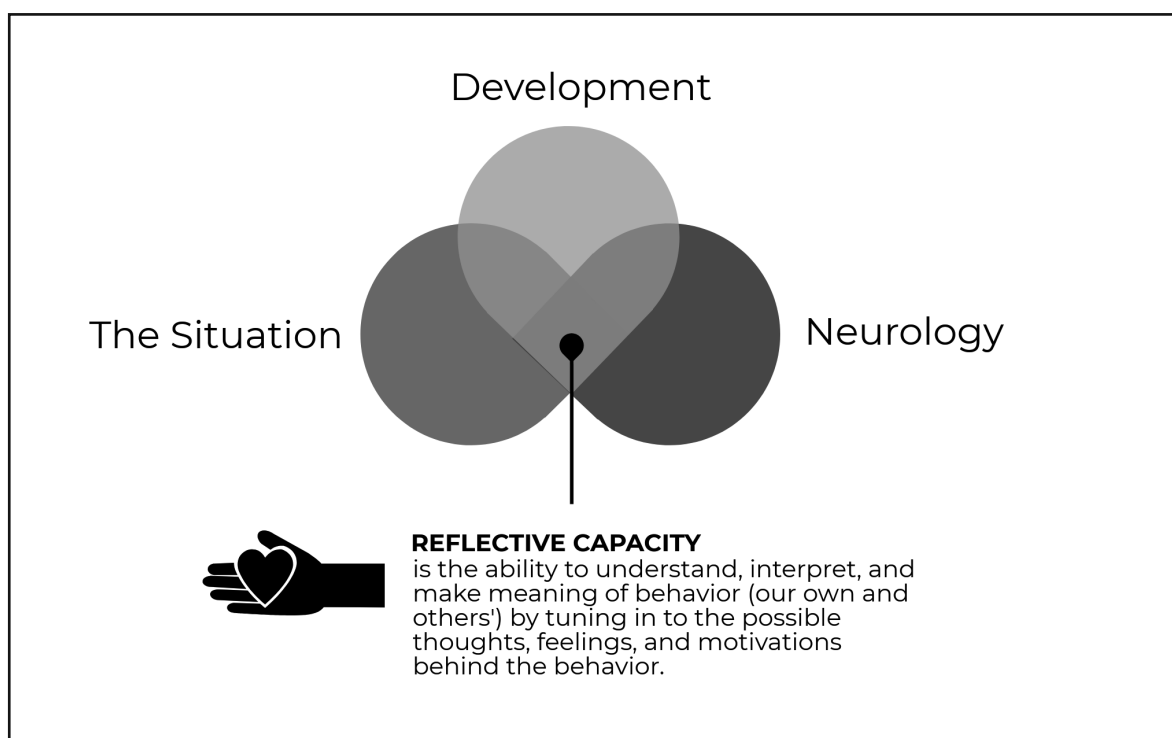 Development
The Situation
Neurology
REFLECTIVE CAPACITY
is the ability to understand, interpret, and
make meaning of behavior (our own and
others') by tuning in to the possible
thoughts, feelings, and motivations
behind the behavior.